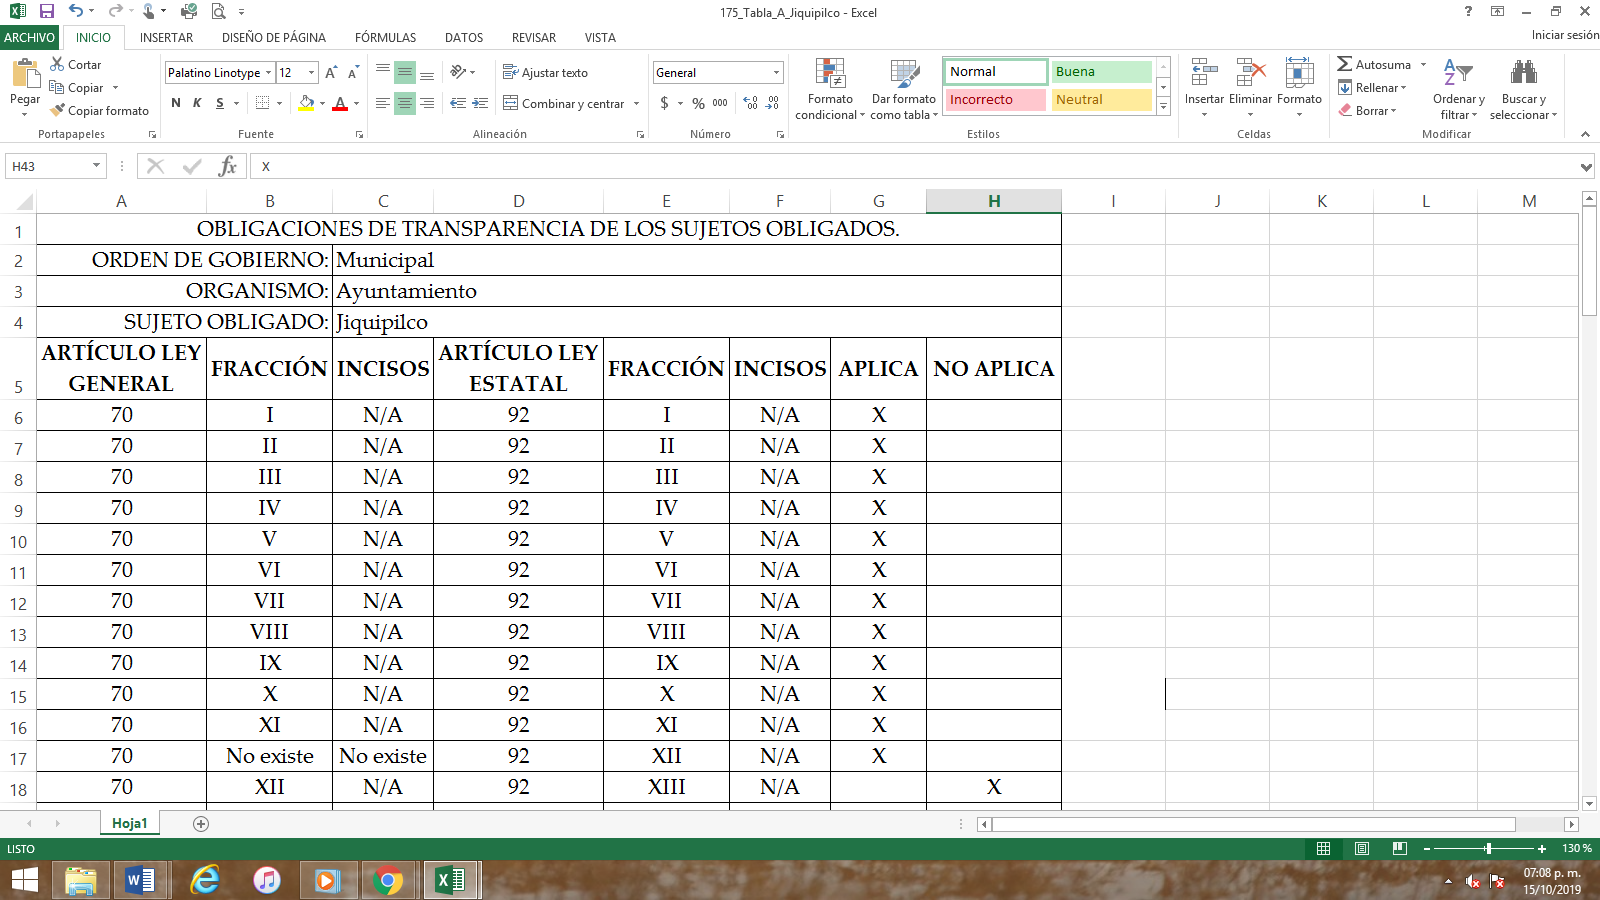 175_Tabla_A_Jiquipilco - Excel
Iniciar sesión
ARCHIVO INICIO INSERTAR DISEÑO DE PÁGINA FÓRMULAS DATOS REVISAR VISTA
Pegar
Cortar
Copiar
Copiar formato
Portapapeles
Palatino Linotype 12
N K S
Fuente
Ajustar texto
Combinar y centrar
Alineación
General
$ % 000
Número
Formato condicional
Dar formato como tabla
Normal Buena
Incorrecto Neutral
Estilos
Insertar Eliminar Formato
Celdas
Autosuma
Rellenar
Borrar
Ordenar y filtrar
Buscar y seleccionar
Modificar
H43 fx X
A B C D E F G H I J K L M
1 OBLIGACIONES DE TRANSPARENCIA DE LOS SUJETOS OBLIGADOS.
2 ORDEN DE GOBIERNO: Municipal
3 ORGANISMO: Ayuntamiento
4 SUJETO OBLIGADO: Jiquipilco
5 ARTÍCULO LEY GENERAL FRACCIÓN INCISOS ARTÍCULO LEY ESTATAL FRACCIÓN INCISOS APLICA NO APLICA
6 70 I N/A 92 I N/A X
7 70 II N/A 92 II N/A X
8 70 III N/A 92 III N/A X
9 70 IV N/A 92 IV N/A X
10 70 V N/A 92 V N/A X
11 70 VI N/A 92 VI N/A X
12 70 VII N/A 92 VII N/A X
13 70 VIII N/A 92 VIII N/A X
14 70 IX N/A 92 IX N/A X
15 70 X N/A 92 X N/A X
16 70 XI N/A 92 XI N/A X
17 70 No existe No existe 92 XII N/A X
18 70 XII N/A 92 XIII N/A X
Hoja1
LISTO
130 %
07:08 p. m.
15/10/2019